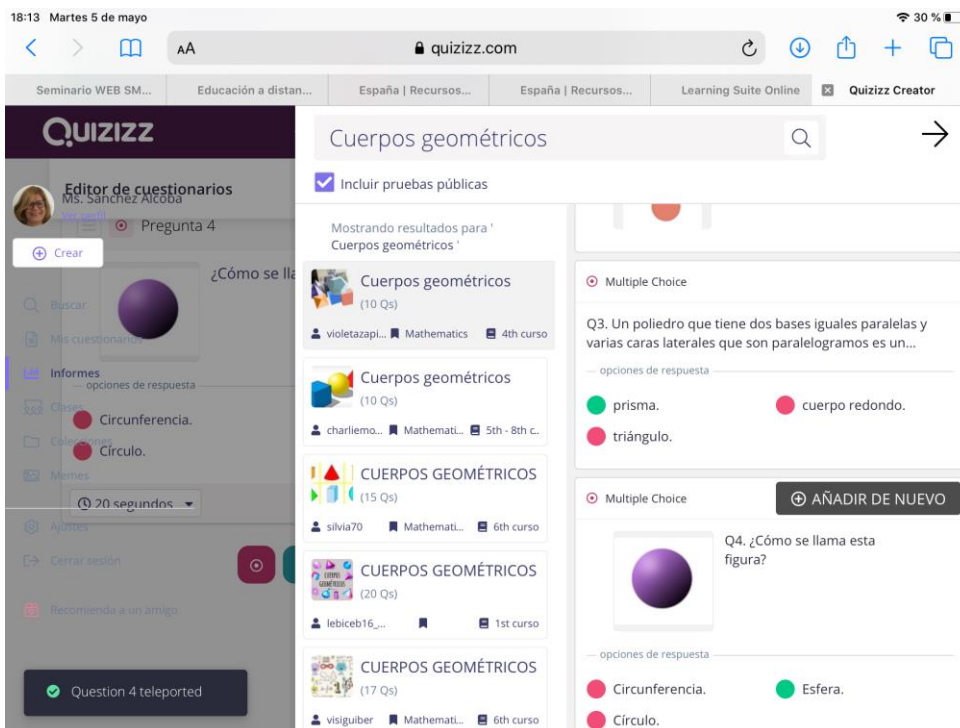 18:13 Martes 5 de mayo
30 %
AA
quizizz.com
Seminario WEB SM...
Educación a distan...
España | Recursos...
España | Recursos...
Learning Suite Online
Quizizz Creator
QUIZIZZ
Editor de cuestionarios
Ms. Sanchez Alcoba
Ver perfil
Pregunta 4
Crear
¿Cómo se lla
Buscar
Mis cuestionarios
Informes
opciones de respuesta
Clases
Circunferencia.
Colecciones
Círculo.
Memes
20 segundos
Ajustes
Cerrar sesión
Recomienda a un amigo
Question 4 teleported
Cuerpos geométricos
Incluir pruebas públicas
Mostrando resultados para '
Cuerpos geométricos '
Cuerpos geométricos
(10 Qs)
violetazapi... Mathematics 4th curso
Cuerpos geométricos
(10 Qs)
charliemo... Mathemati... 5th - 8th c..
CUERPOS GEOMÉTRICOS
(15 Qs)
silvia70 Mathemati... 6th curso
CUERPOS GEOMÉTRICOS
(20 Qs)
lebiceb16_... 1st curso
CUERPOS GEOMÉTRICOS
(17 Qs)
visiguiber Mathemati... 6th curso
Multiple Choice
Q3. Un poliedro que tiene dos bases iguales paralelas y
varias caras laterales que son paralelogramos es un...
opciones de respuesta
prisma.
cuerpo redondo.
triángulo.
Multiple Choice
AÑADIR DE NUEVO
Q4. ¿Cómo se llama esta
figura?
opciones de respuesta
Circunferencia.
Esfera.
Círculo.